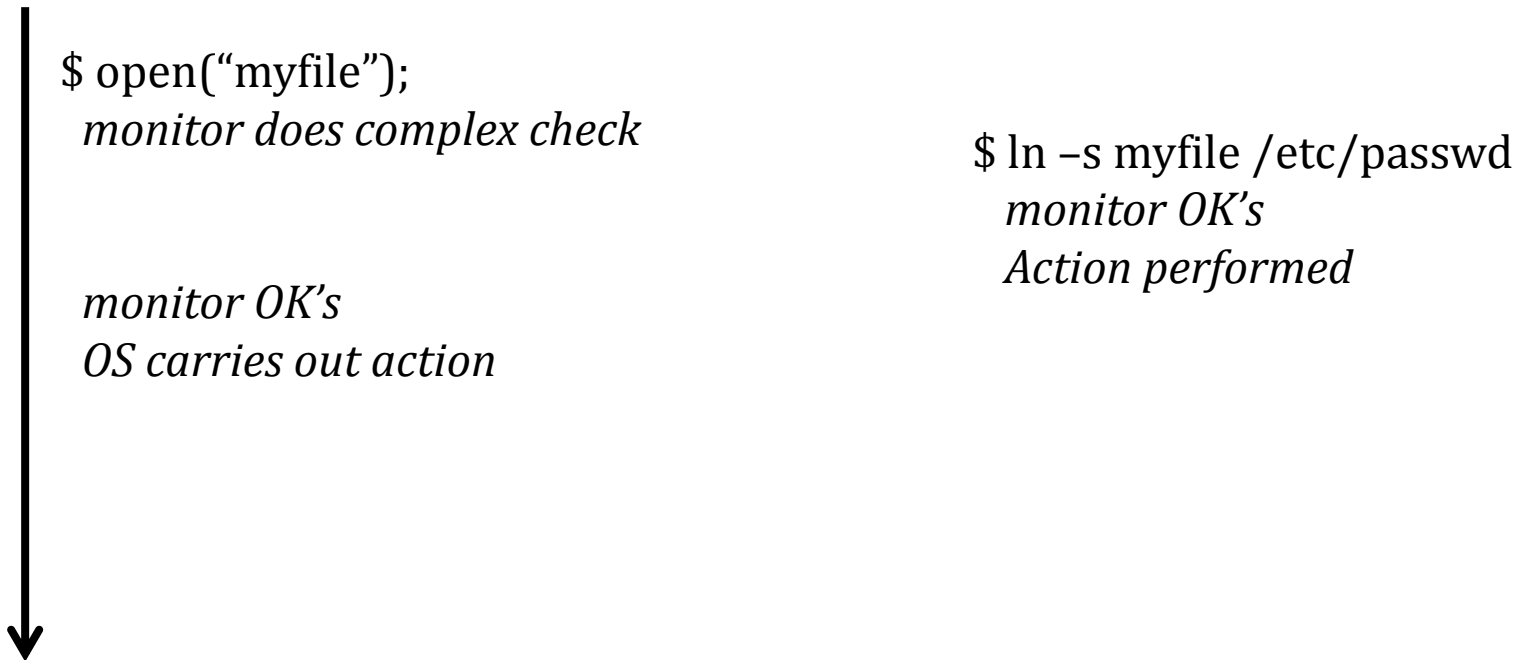 $ open(“myfile”);
monitor does complex check
monitor OK’s
OS carries out action
$ ln –s myfile /etc/passwd
monitor OK’s
Action performed